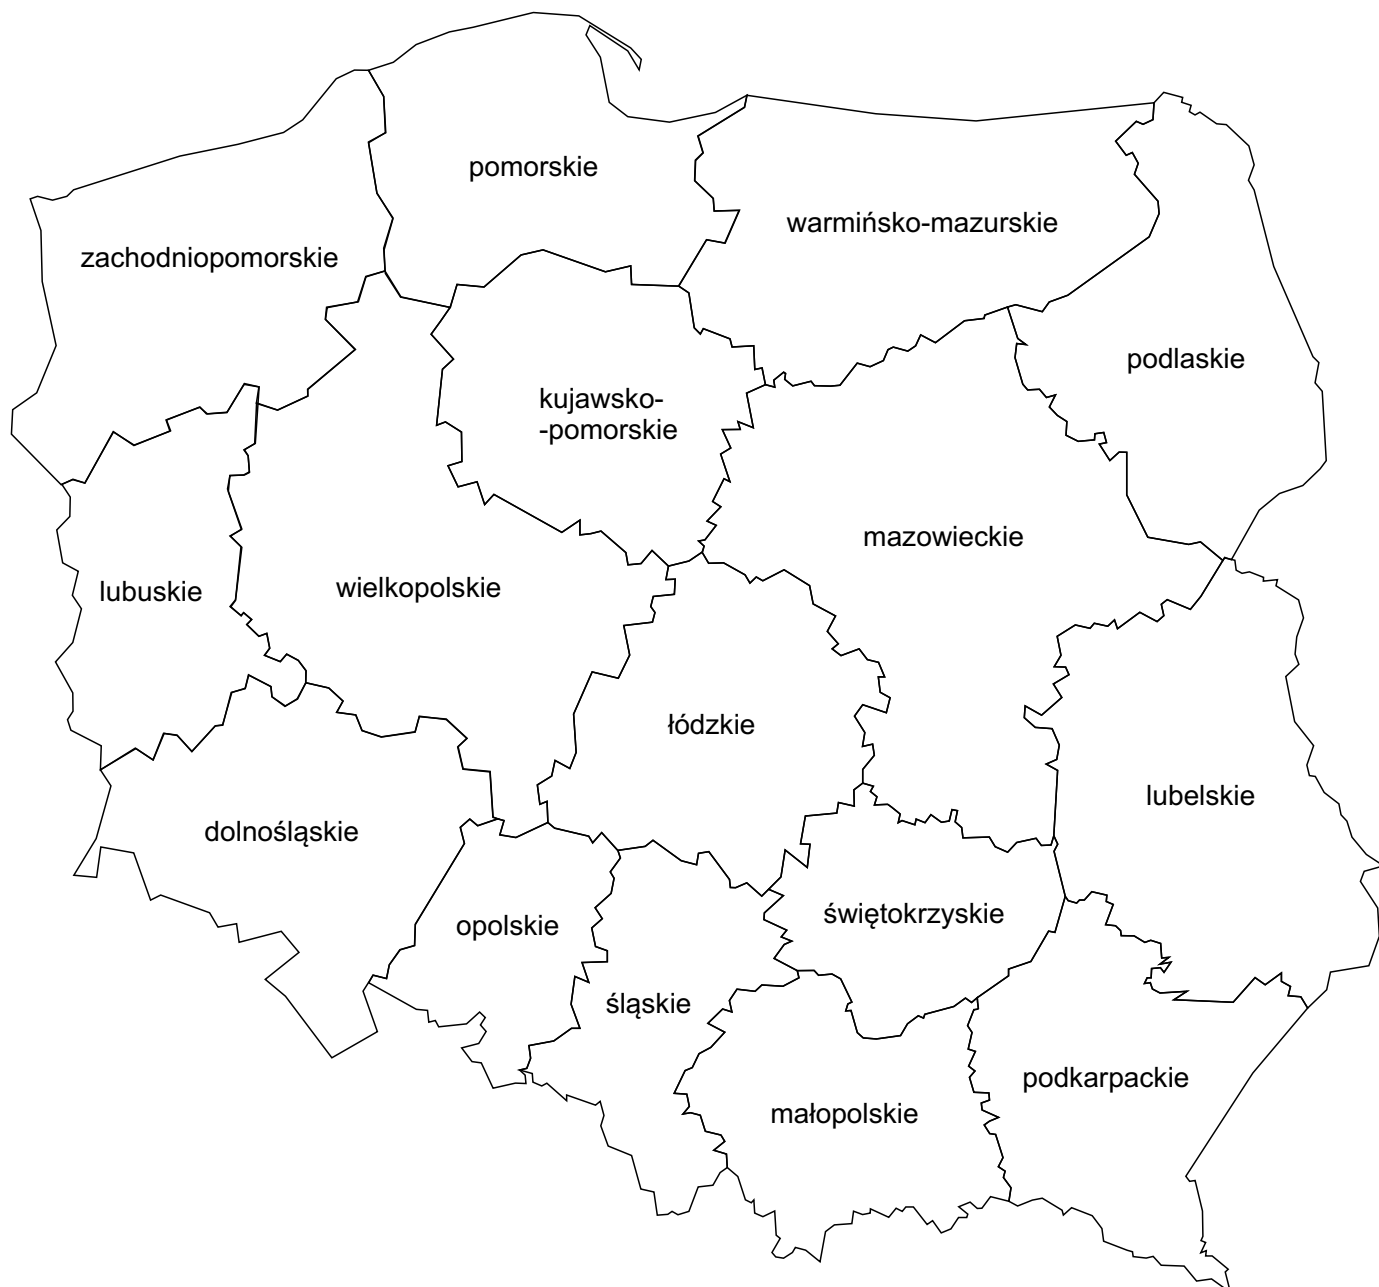 pomorskie
warmińsko-mazurskie
zachodniopomorskie
podlaskie
kujawsko-
-pomorskie
mazowieckie
lubuskie
wielkopolskie
łódzkie
lubelskie
dolnośląskie
opolskie
świętokrzyskie
śląskie
podkarpackie
małopolskie